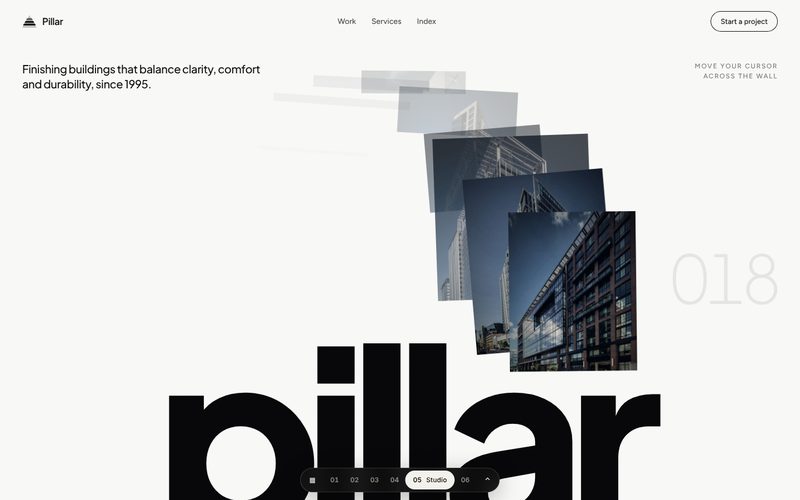 Pillar
Work Services Index
Start a project
Finishing buildings that balance clarity, comfort
and durability, since 1995.
MOVE YOUR CURSOR
ACROSS THE WALL
018
pillar
01 02 03 04 05 Studio 06